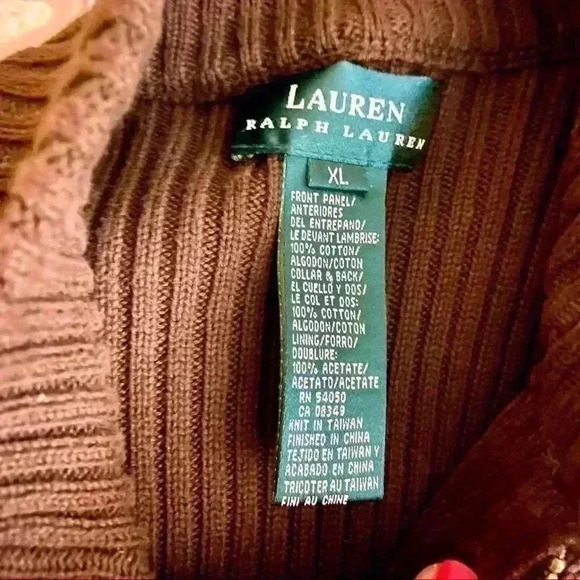 LAUREN
RALPH LAUREN
XL
FRONT PANEL/
ANTERIORES
DEL ENTREPANO/
LE DEVANT LAMBRISE:
100% COTTON/
ALGODON/COTON
COLLAR & BACK/
EL CUELLO Y DOS/
LE COL ET DOS:
100% COTTON/
ALGODON/COTON
LINING/FORRO/
DOUBLURE:
100% ACETATE/
ACETATO/ACETATE
RN 54050
CA 08349
KNIT IN TAIWAN
FINISHED IN CHINA
TEJIDO EN TAIWAN Y
ACABADO EN CHINA
TRICOTER AU TAIWAN
FINI AU CHINE